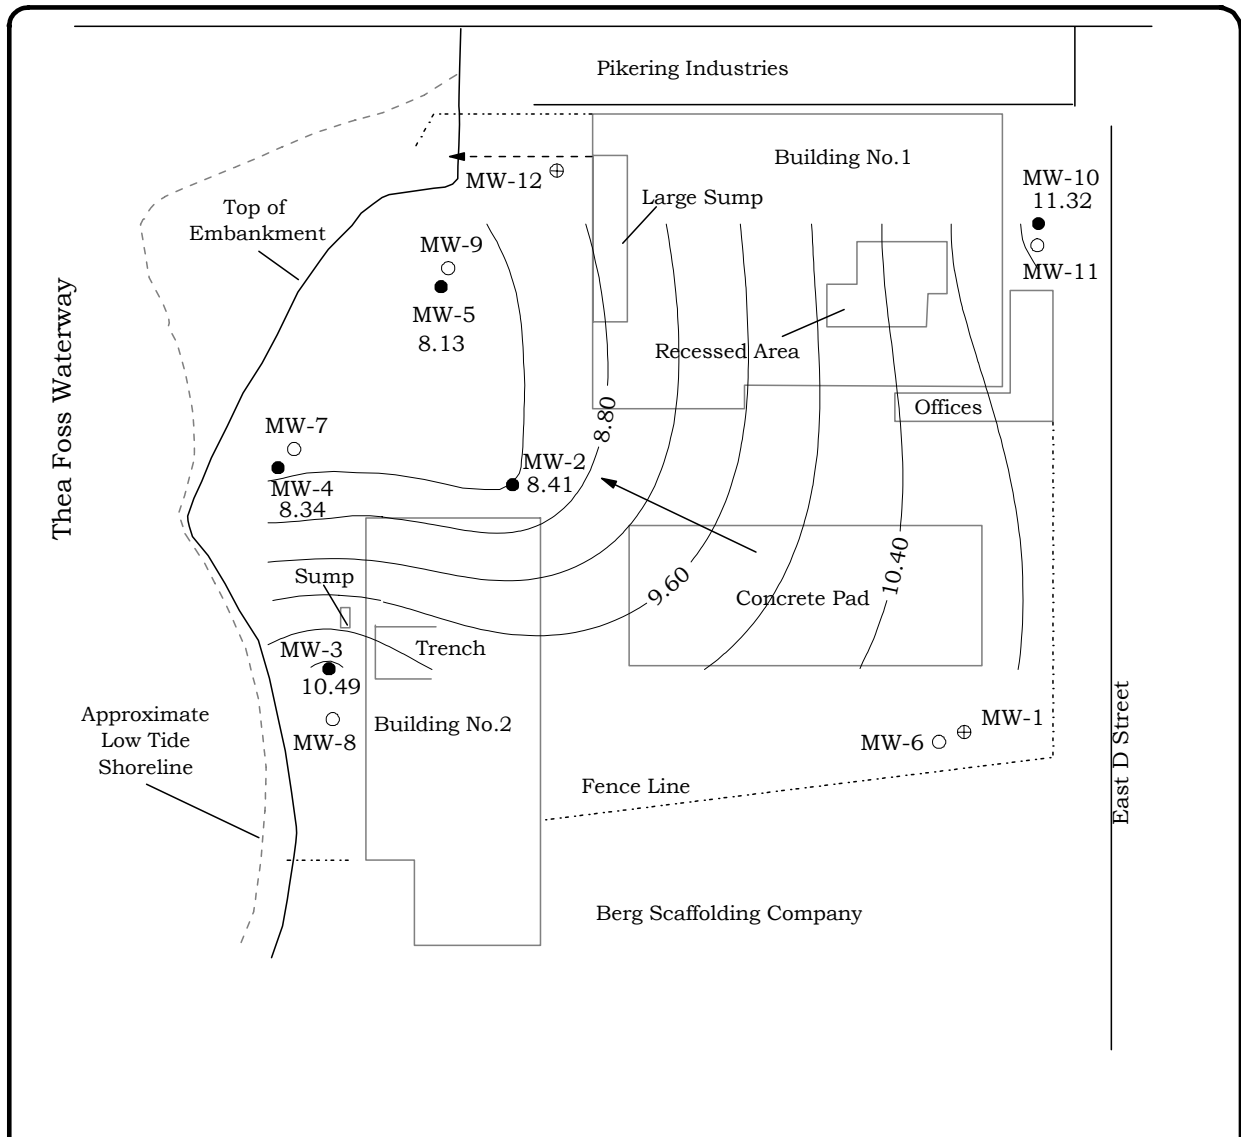 Pikering Industries
Building No.1
MW-12
MW-10
11.32
Large Sump
Top of
Embankment
MW-9
MW-11
MW-5
8.13
Thea Foss Waterway
Recessed Area
8.80
Offices
MW-7
MW-2
8.41
MW-4
8.34
Sump
9.60
10.40
Concrete Pad
MW-3
Trench
10.49
Approximate
Low Tide
Shoreline
Building No.2
MW-8
MW-1
MW-6
East D Street
Fence Line
Berg Scaffolding Company